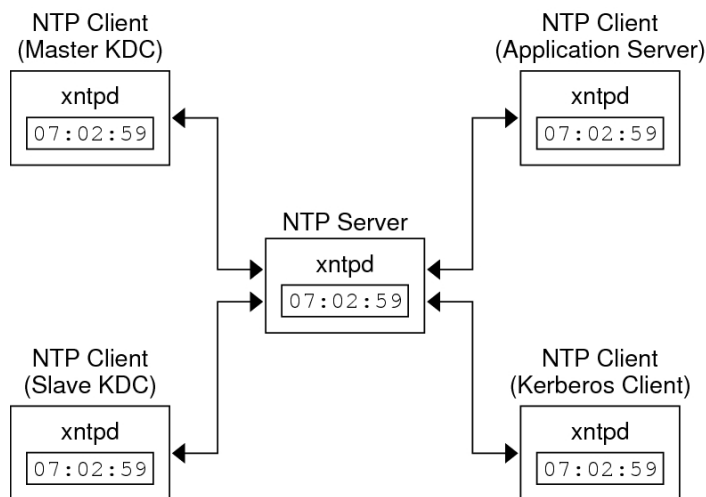 NTP Client
(Master KDC)
xntpd
07:02:59
NTP Client
(Application Server)
xntpd
07:02:59
NTP Server
xntpd
07:02:59
NTP Client
(Slave KDC)
xntpd
07:02:59
NTP Client
(Kerberos Client)
xntpd
07:02:59